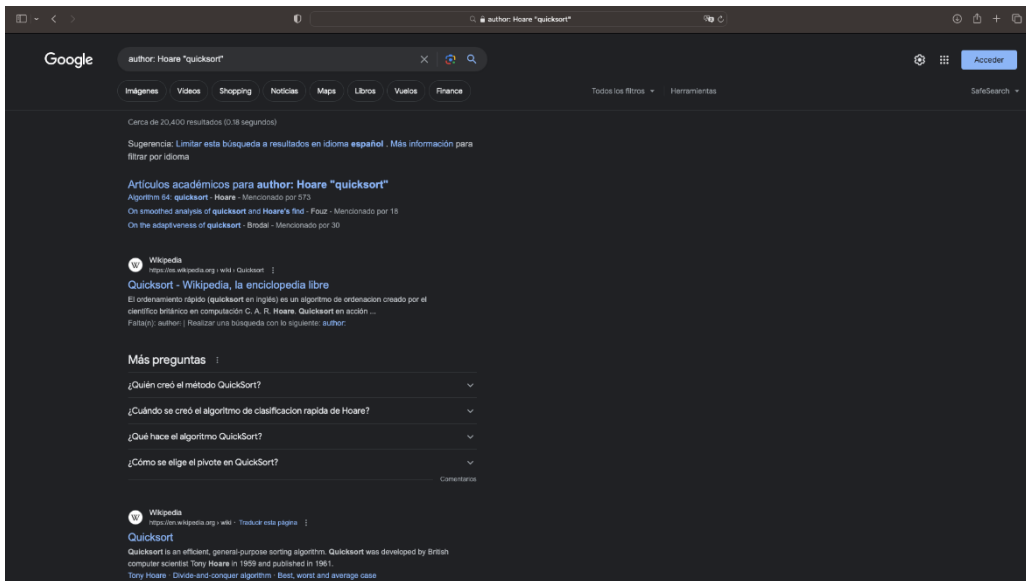 author: Hoare "quicksort"
Google
author: Hoare "quicksort"
Acceder
Imágenes Videos Shopping Noticias Maps Libros Vuelos Finance
Todos los filtros Herramientas SafeSearch
Cerca de 20,400 resultados (0.18 segundos)
Sugerencia: Limitar esta búsqueda a resultados en idioma español . Más información para
filtrar por idioma
Artículos académicos para author: Hoare "quicksort"
Algorithm 64: quicksort - Hoare - Mencionado por 573
On smoothed analysis of quicksort and Hoare's find - Fouz - Mencionado por 18
On the adaptiveness of quicksort - Brodal - Mencionado por 30
W Wikipedia
https://es.wikipedia.org › wiki › Quicksort
Quicksort - Wikipedia, la enciclopedia libre
El ordenamiento rápido (quicksort en inglés) es un algoritmo de ordenacion creado por el
científico británico en computación C. A. R. Hoare. Quicksort en acción ...
Falta(n): author: | Realizar una búsqueda con lo siguiente: author:
Más preguntas
¿Quién creó el método QuickSort?
¿Cuándo se creó el algoritmo de clasificacion rapida de Hoare?
¿Qué hace el algoritmo QuickSort?
¿Cómo se elige el pivote en QuickSort?
Comentarios
W Wikipedia
https://en.wikipedia.org › wiki · Traducir esta página
Quicksort
Quicksort is an efficient, general-purpose sorting algorithm. Quicksort was developed by British
computer scientist Tony Hoare in 1959 and published in 1961.
Tony Hoare · Divide-and-conquer algorithm · Best, worst and average case